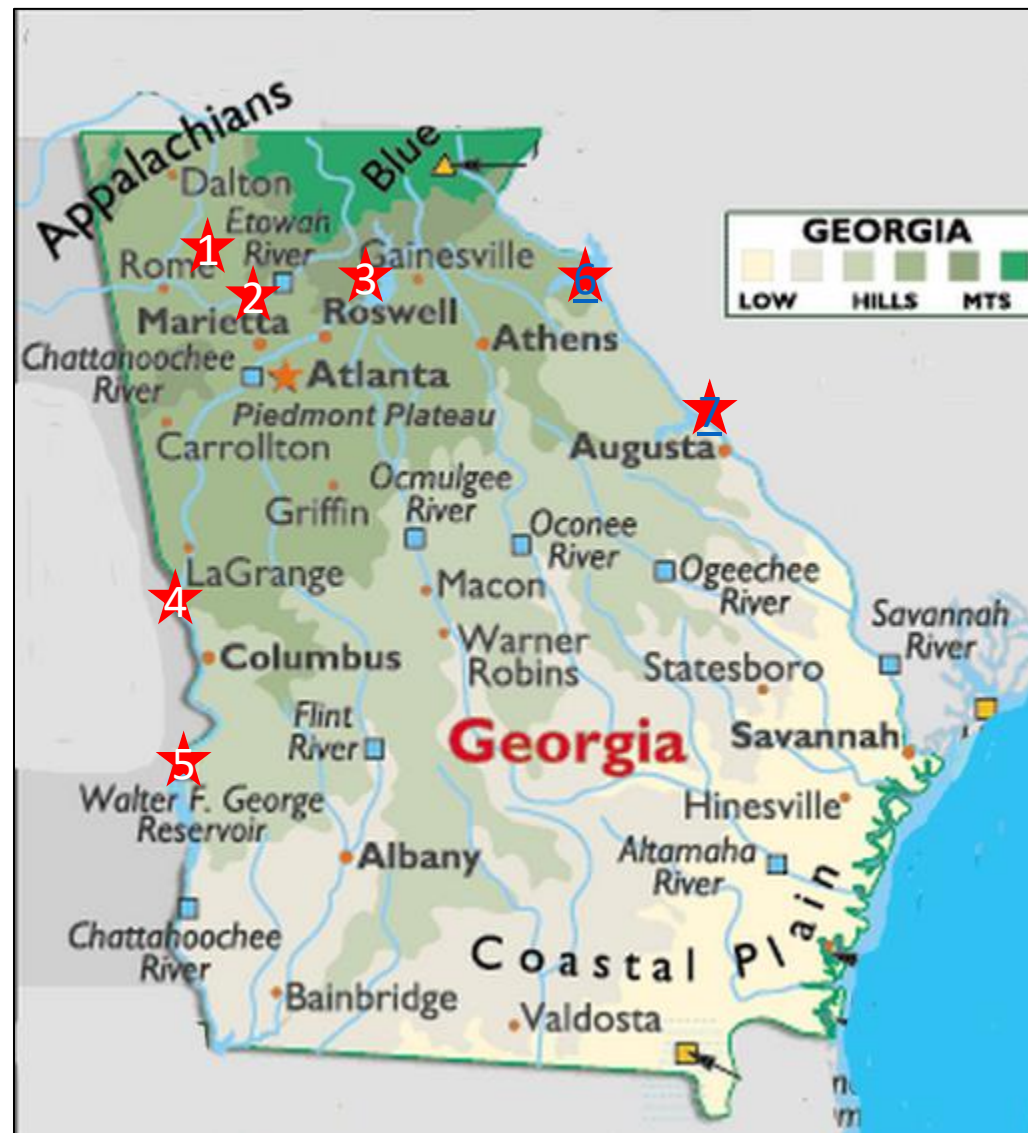 Appalachians
Blue
Dalton
Etowah
River
1
Rome
2
3
Gainesville
6
GEORGIA
LOW HILLS MTS
Marietta
Roswell
Athens
Chattahoochee
River
Atlanta
Piedmont Plateau
7
Carrollton
Augusta
Griffin
Ocmulgee
River
Oconee
River
LaGrange
4
Macon
Ogeechee
River
Savannah
River
Columbus
Warner
Robins
Statesboro
Flint
River
Georgia
Savannah
5
Walter F. George
Reservoir
Hinesville
Albany
Altamaha
River
Chattahoochee
River
Coastal Plain
Bainbridge
Valdosta